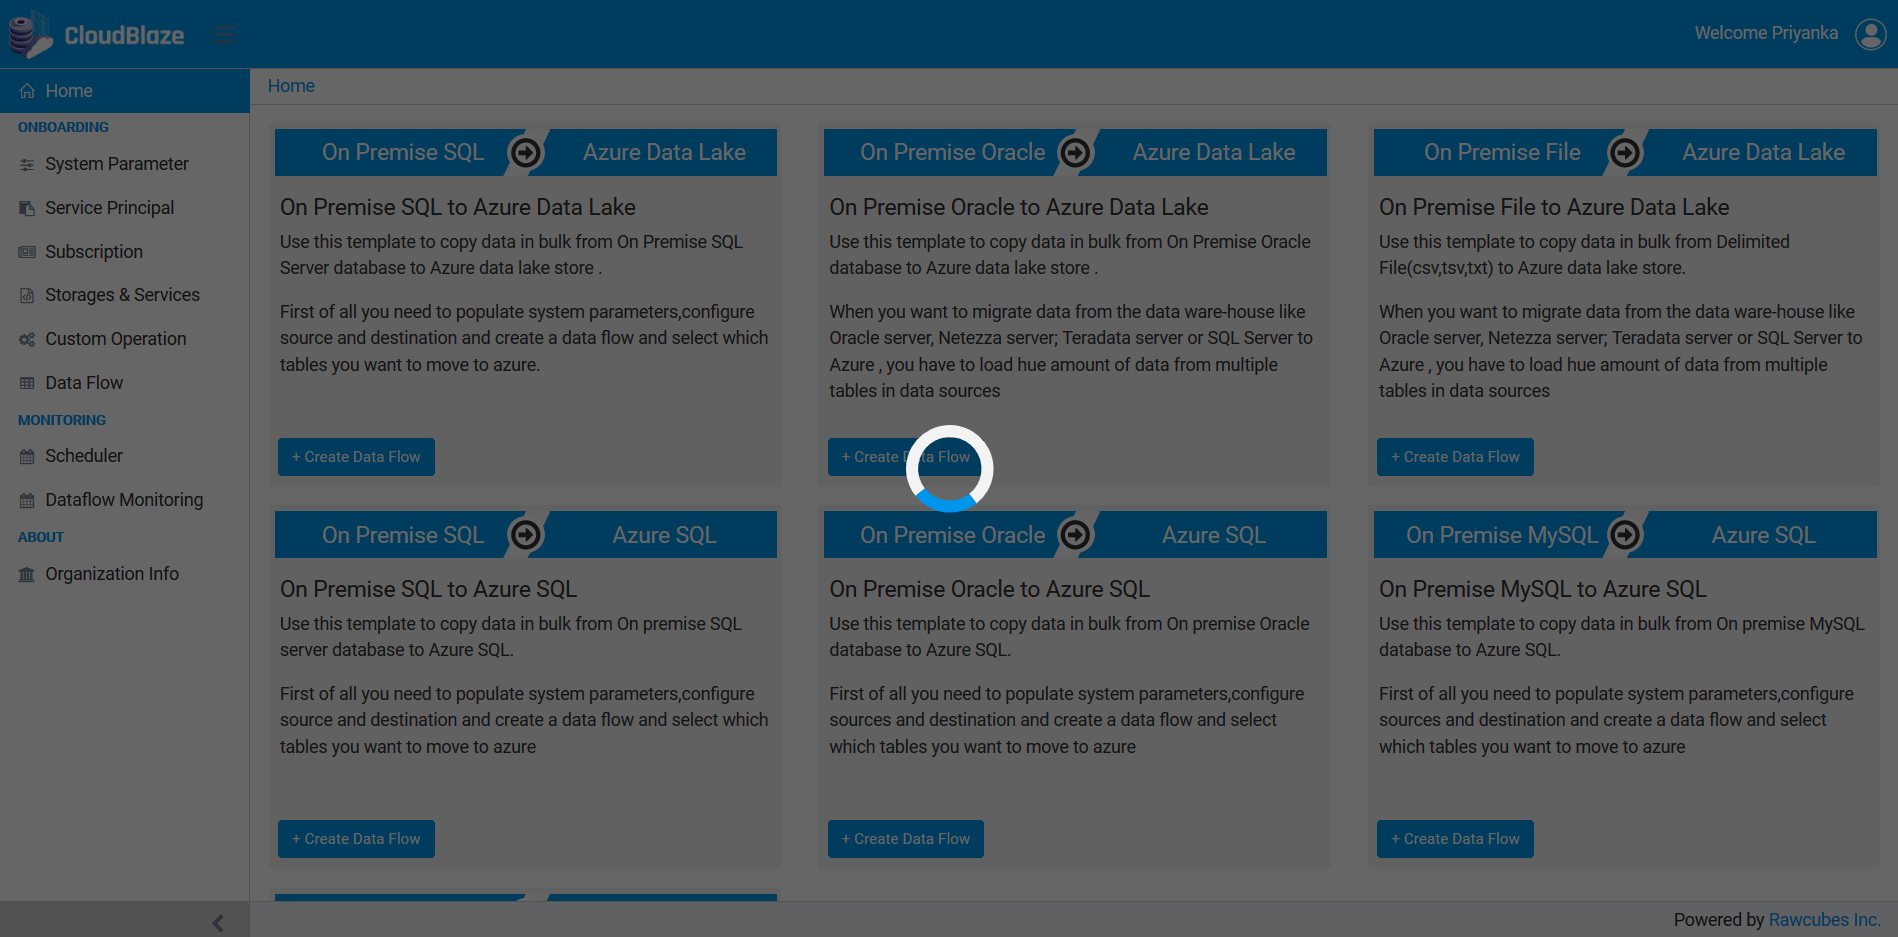 CloudBlaze
Welcome Priyanka
Home
ONBOARDING
System Parameter
Service Principal
Subscription
Storages & Services
Custom Operation
Data Flow
MONITORING
Scheduler
Dataflow Monitoring
ABOUT
Organization Info
Home
On Premise SQL Azure Data Lake
On Premise SQL to Azure Data Lake
Use this template to copy data in bulk from On Premise SQL
Server database to Azure data lake store .
First of all you need to populate system parameters,configure
source and destination and create a data flow and select which
tables you want to move to azure.
+ Create Data Flow
On Premise Oracle Azure Data Lake
On Premise Oracle to Azure Data Lake
Use this template to copy data in bulk from On Premise Oracle
database to Azure data lake store .
When you want to migrate data from the data ware-house like
Oracle server, Netezza server; Teradata server or SQL Server to
Azure , you have to load hue amount of data from multiple
tables in data sources
+ Create Data Flow
On Premise File Azure Data Lake
On Premise File to Azure Data Lake
Use this template to copy data in bulk from Delimited
File(csv,tsv,txt) to Azure data lake store.
When you want to migrate data from the data ware-house like
Oracle server, Netezza server; Teradata server or SQL Server to
Azure , you have to load hue amount of data from multiple
tables in data sources
+ Create Data Flow
On Premise SQL Azure SQL
On Premise SQL to Azure SQL
Use this template to copy data in bulk from On premise SQL
server database to Azure SQL.
First of all you need to populate system parameters,configure
source and destination and create a data flow and select which
tables you want to move to azure
+ Create Data Flow
On Premise Oracle Azure SQL
On Premise Oracle to Azure SQL
Use this template to copy data in bulk from On premise Oracle
database to Azure SQL.
First of all you need to populate system parameters,configure
sources and destination and create a data flow and select
which tables you want to move to azure
+ Create Data Flow
On Premise MySQL Azure SQL
On Premise MySQL to Azure SQL
Use this template to copy data in bulk from On premise MySQL
database to Azure SQL.
First of all you need to populate system parameters,configure
sources and destination and create a data flow and select
which tables you want to move to azure
+ Create Data Flow
Powered by Rawcubes Inc.